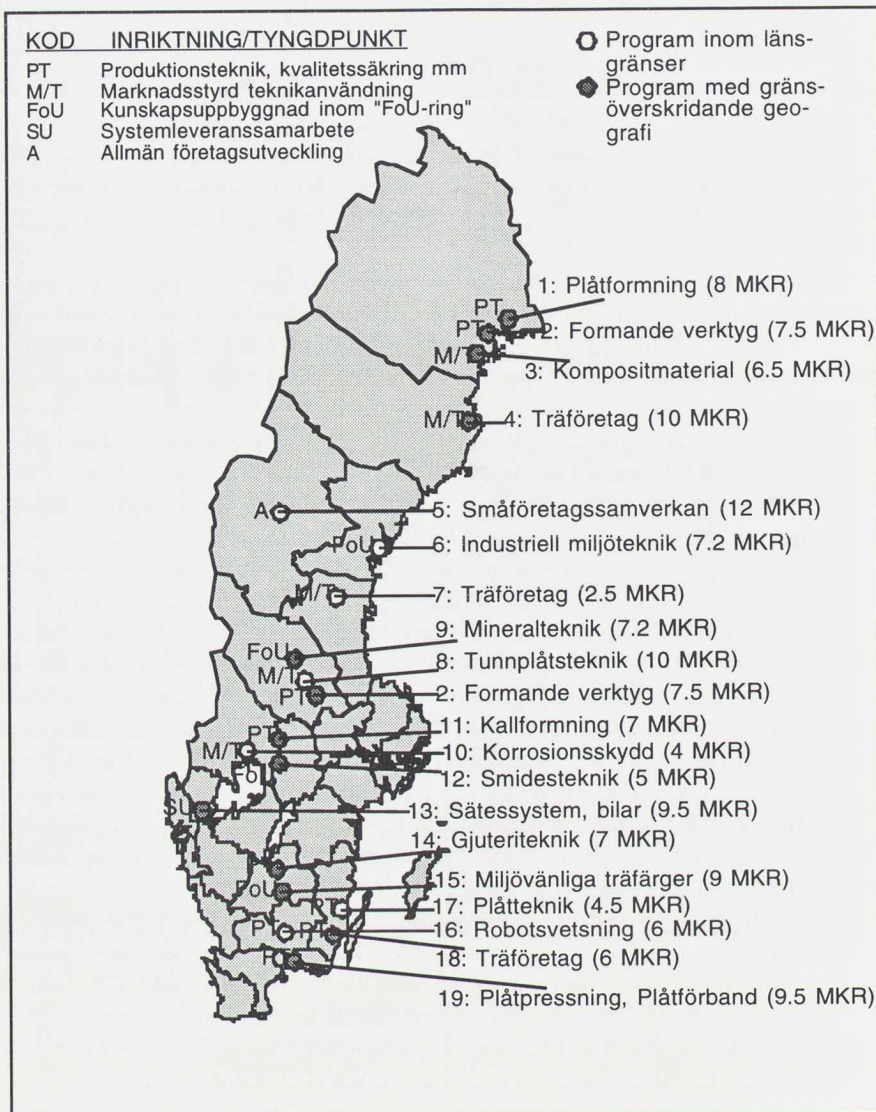 KOD INRIKTNING/TYNGDPUNKT
PT Produktionsteknik, kvalitetssäkring mm
M/T Marknadsstyrd teknikanvändning
FoU Kunskapsuppbyggnad inom "FoU-ring"
SU Systemleveranssamarbete
A Allmän företagsutveckling
Program inom läns-
gränser
Program med gräns-
överskridande geo-
grafi
PT 1: Plåtformning (8 MKR)
PT 2: Formande verktyg (7.5 MKR)
M/T 3: Kompositmaterial (6.5 MKR)
M/T 4: Träföretag (10 MKR)
A 5: Småföretagssamverkan (12 MKR)
FoU 6: Industriell miljöteknik (7.2 MKR)
M/T 7: Träföretag (2.5 MKR)
FoU 9: Mineralteknik (7.2 MKR)
M/T 8: Tunnplåtsteknik (10 MKR)
PT 2: Formande verktyg (7.5 MKR)
PT 11: Kallformning (7 MKR)
M/T 10: Korrosionsskydd (4 MKR)
12: Smidesteknik (5 MKR)
SU 13: Sätessystem, bilar (9.5 MKR)
14: Gjuteriteknik (7 MKR)
FoU 15: Miljövänliga träfärger (9 MKR)
PT 17: Plåtteknik (4.5 MKR)
PT PT 16: Robotsvetsning (6 MKR)
18: Träföretag (6 MKR)
19: Plåtpressning, Plåtförband (9.5 MKR)